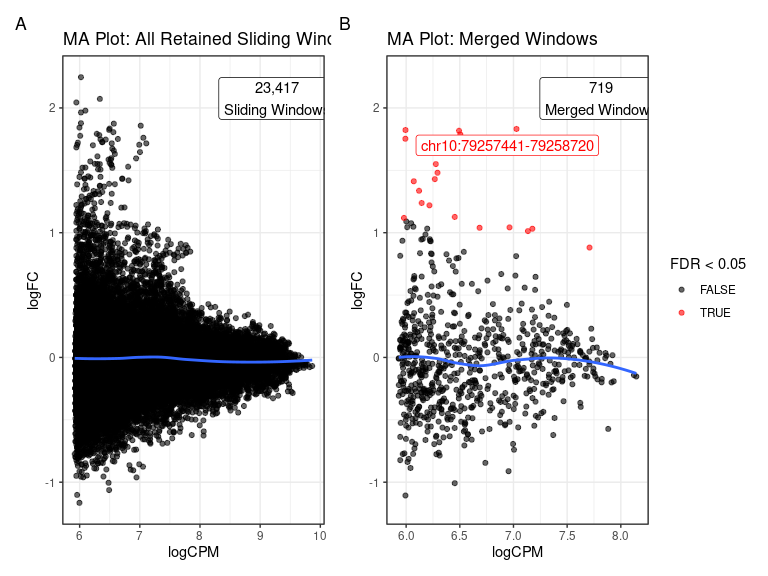 A
MA Plot: All Retained Sliding Wind
23,417
Sliding Windows
2
1
0
-1
logFC
6
7
8
9
10
logCPM
B
MA Plot: Merged Windows
719
Merged Window
chr10:79257441-79258720
2
1
0
-1
logFC
6.0
6.5
7.0
7.5
8.0
logCPM
FDR < 0.05
FALSE
TRUE